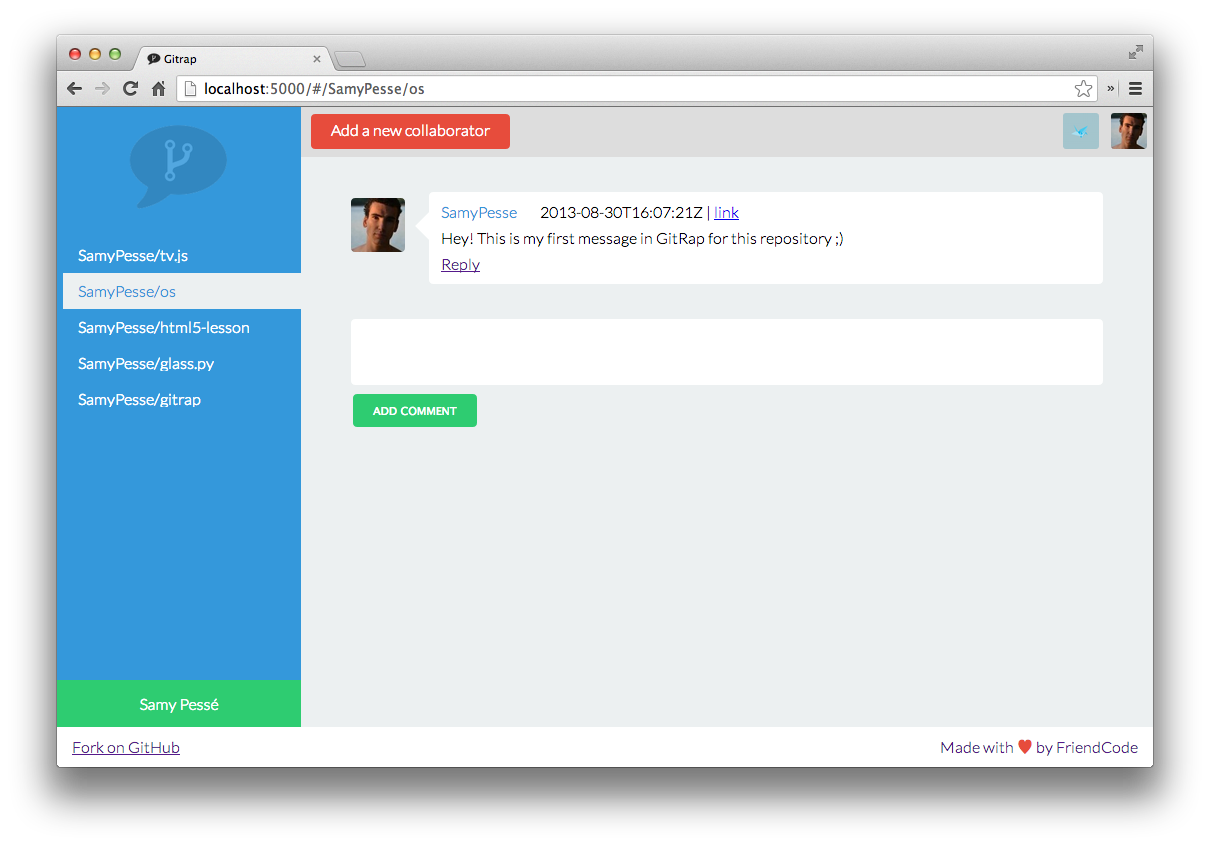 Gitrap
localhost:5000/#/SamyPesse/os
Add a new collaborator
SamyPesse/tv.js
SamyPesse/os
SamyPesse/html5-lesson
SamyPesse/glass.py
SamyPesse/gitrap
SamyPesse 2013-08-30T16:07:21Z | link
Hey! This is my first message in GitRap for this repository ;)
Reply
ADD COMMENT
Samy Pessé
Fork on GitHub
Made with ♥ by FriendCode